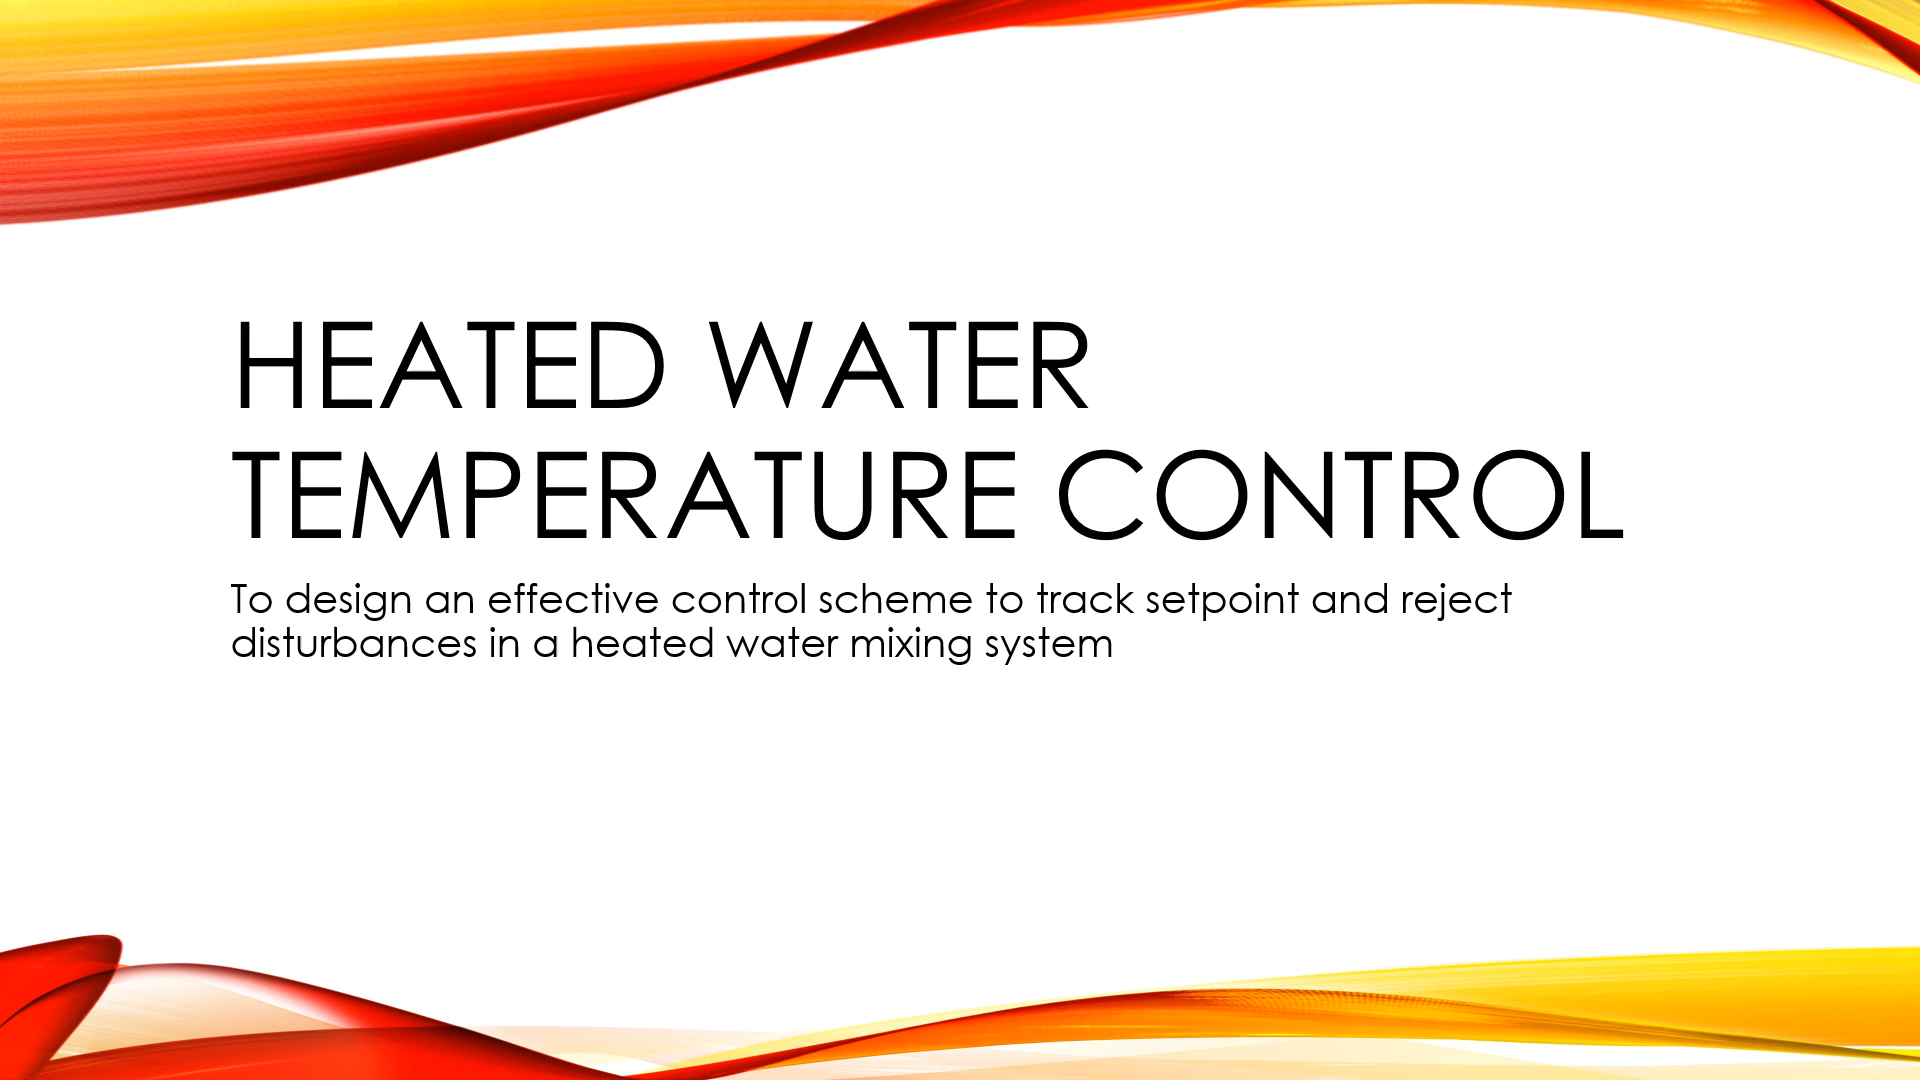 HEATED WATER
TEMPERATURE CONTROL
To design an effective control scheme to track setpoint and reject
disturbances in a heated water mixing system